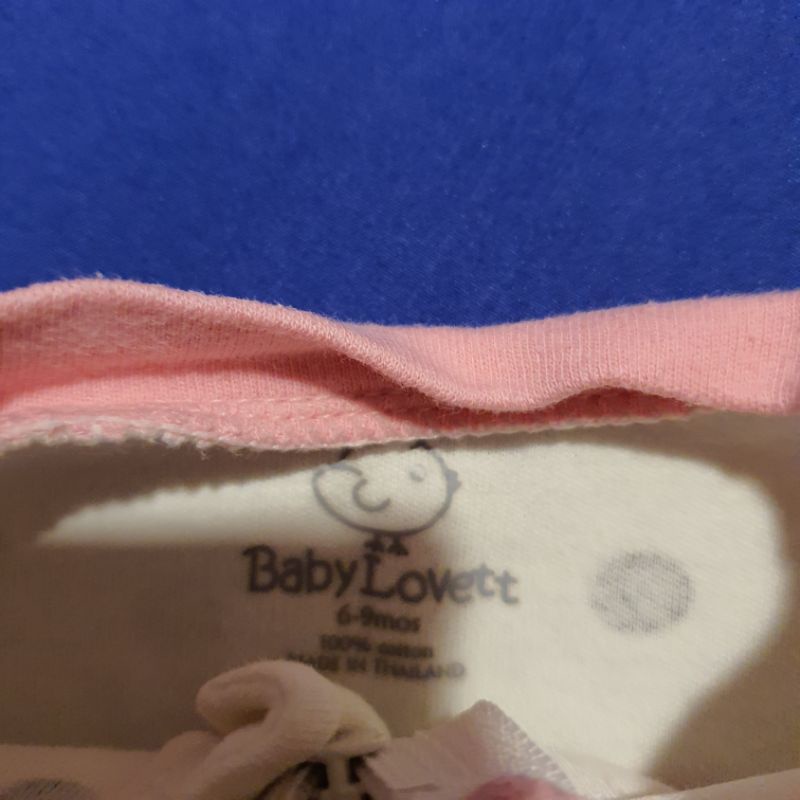 BabyLovett
6-9mos
100% cotton
MADE IN THAILAND